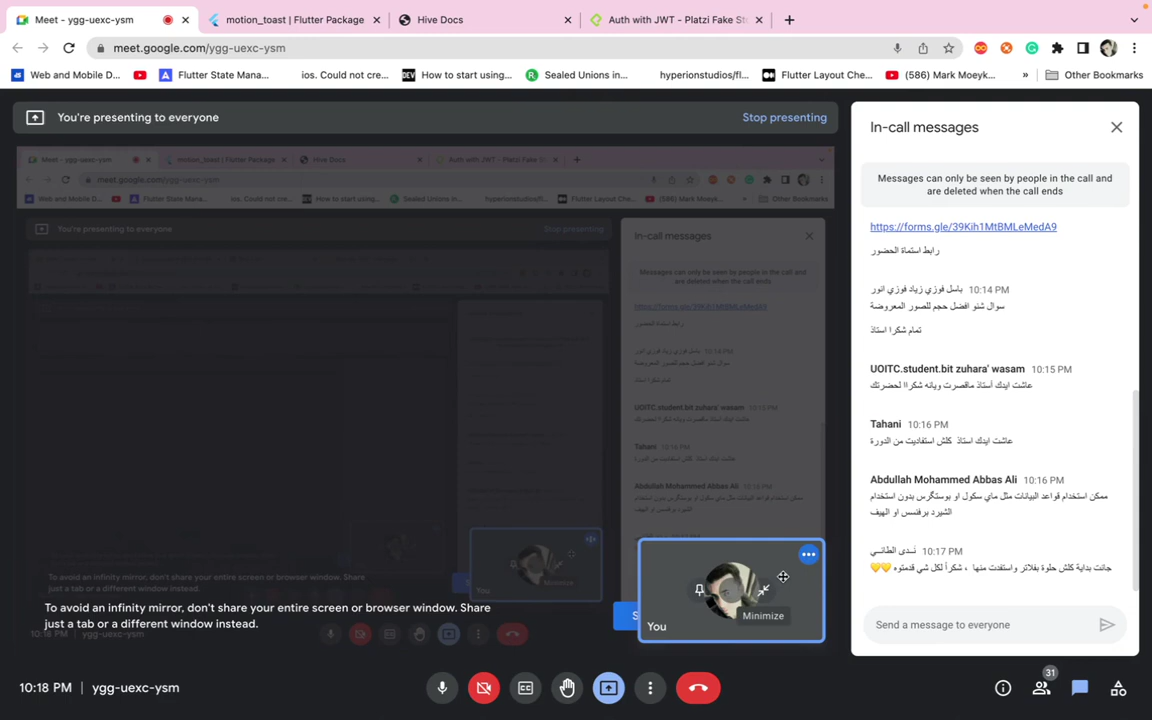 Meet - ygg-uexc-ysm
motion_toast | Flutter Package
Hive Docs
Auth with JWT - Platzi Fake St
meet.google.com/ygg-uexc-ysm
Web and Mobile D...
Flutter State Mana...
ios. Could not cre...
How to start using...
Sealed Unions in...
hyperionstudios/fl...
Flutter Layout Che...
(586) Mark Moeyk...
»
Other Bookmarks
You're presenting to everyone
Stop presenting
In-call messages
Messages can only be seen by people in the call and
are deleted when the call ends
https://forms.gle/39Kih1MtBMLeMedA9
رابط استماة الحضور
باسل فوزي زياد فوزي انور 10:14 PM
سوال شنو افضل حجم للصور المعروضة
تمام شكرا استاذ
UOITC.student.bit zuhara' wasam 10:15 PM
عاشت ايدك أستاذ ماقصرت ويانه شكراا لحضرتك
Tahani 10:16 PM
عاشت ايدك استاذ كلش استفاديت من الدورة
Abdullah Mohammed Abbas Ali 10:16 PM
ممكن استخدام قواعد البيانات مثل ماي سكول او بوستگرس بدون استخدام
الشيرد برفنسس او الهيف
نـدى الطائـي 10:17 PM
جانت بداية كلش حلوة بفلاتر واستفدت منها ، شكراً لكل شي قدمتوه 💛💛
Send a message to everyone
To avoid an infinity mirror, don't share your entire screen or browser window. Share
just a tab or a different window instead.
You
Minimize
10:18 PM | ygg-uexc-ysm
31